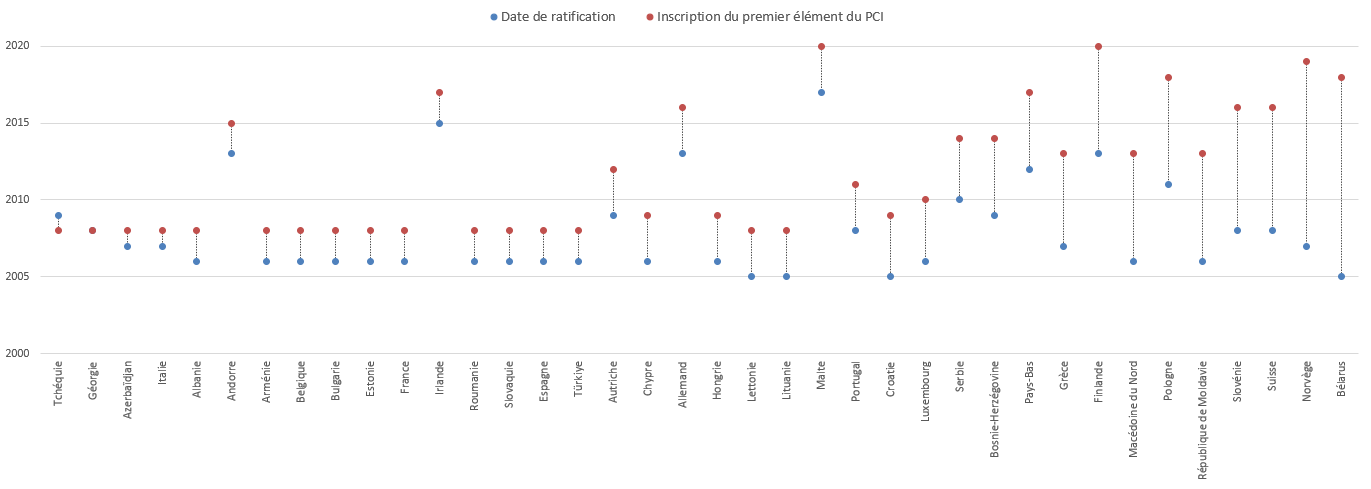 Date de ratification
Inscription du premier élément du PCI
2020
2015
2010
2005
2000
Tchéquie
Géorgie
Azerbaïdjan
Italie
Albanie
Andorre
Arménie
Belgique
Bulgarie
Estonie
France
Irlande
Roumanie
Slovaquie
Espagne
Türkiye
Autriche
Chypre
Allemand
Hongrie
Lettonie
Lituanie
Malte
Portugal
Croatie
Luxembourg
Serbie
Bosnie-Herzégovine
Pays-Bas
Grèce
Finlande
Macédoine du Nord
Pologne
République de Moldavie
Slovénie
Suisse
Norvège
Bélarus